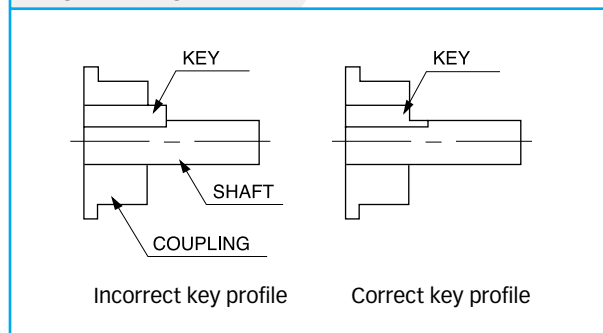 KEY
KEY
SHAFT
COUPLING
Incorrect key profile
Correct key profile